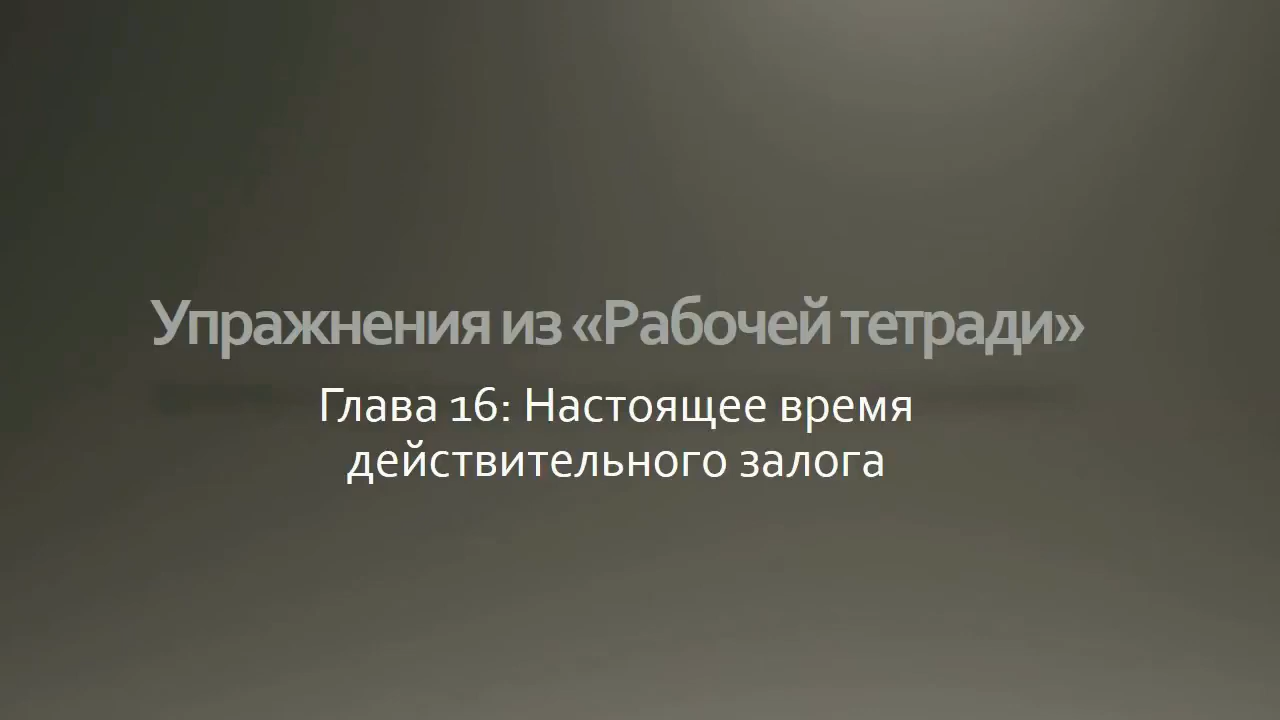 Упражнения из «Рабочей тетради»
Глава 16: Настоящее время
действительного залога